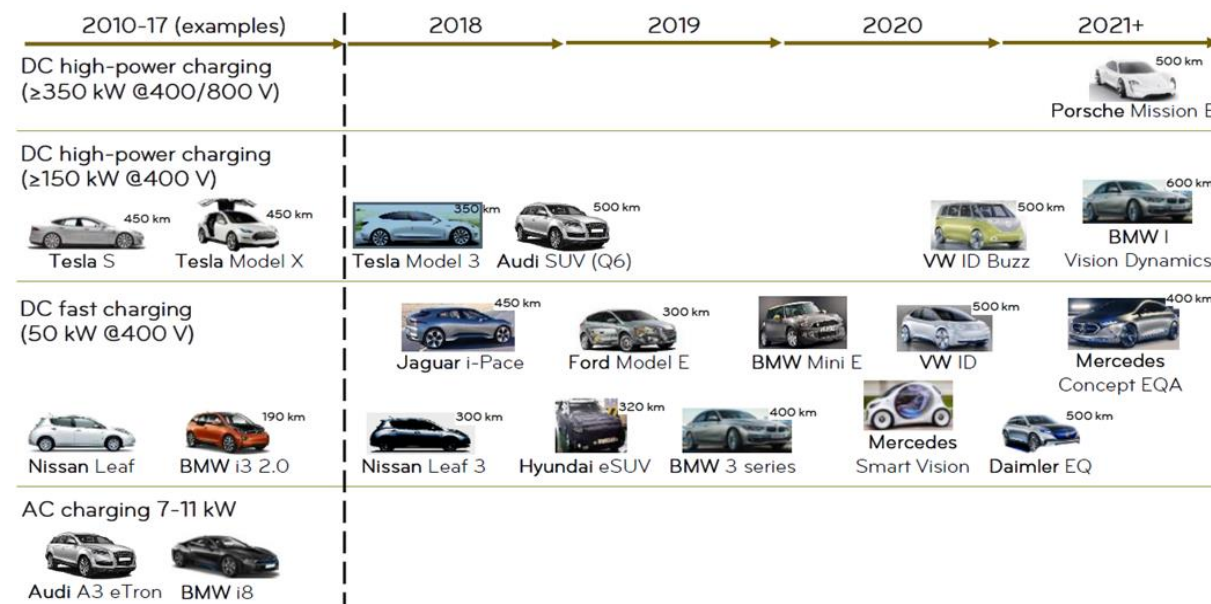 2010-17 (examples)
2018
2019
2020
2021+
DC high-power charging
(≥350 kW @400/800 V)
500 km
Porsche Mission E
DC high-power charging
(≥150 kW @400 V)
450 km
Tesla S
450 km
Tesla Model X
350 km
Tesla Model 3
500 km
Audi SUV (Q6)
500 km
VW ID Buzz
600 km
BMW I
Vision Dynamics
DC fast charging
(50 kW @400 V)
450 km
Jaguar i-Pace
300 km
Ford Model E
BMW Mini E
500 km
VW ID
400 km
Mercedes
Concept EQA
Nissan Leaf
190 km
BMW i3 2.0
300 km
Nissan Leaf 3
320 km
Hyundai eSUV
400 km
BMW 3 series
Mercedes
Smart Vision
500 km
Daimler EQ
AC charging 7-11 kW
Audi A3 eTron
BMW i8